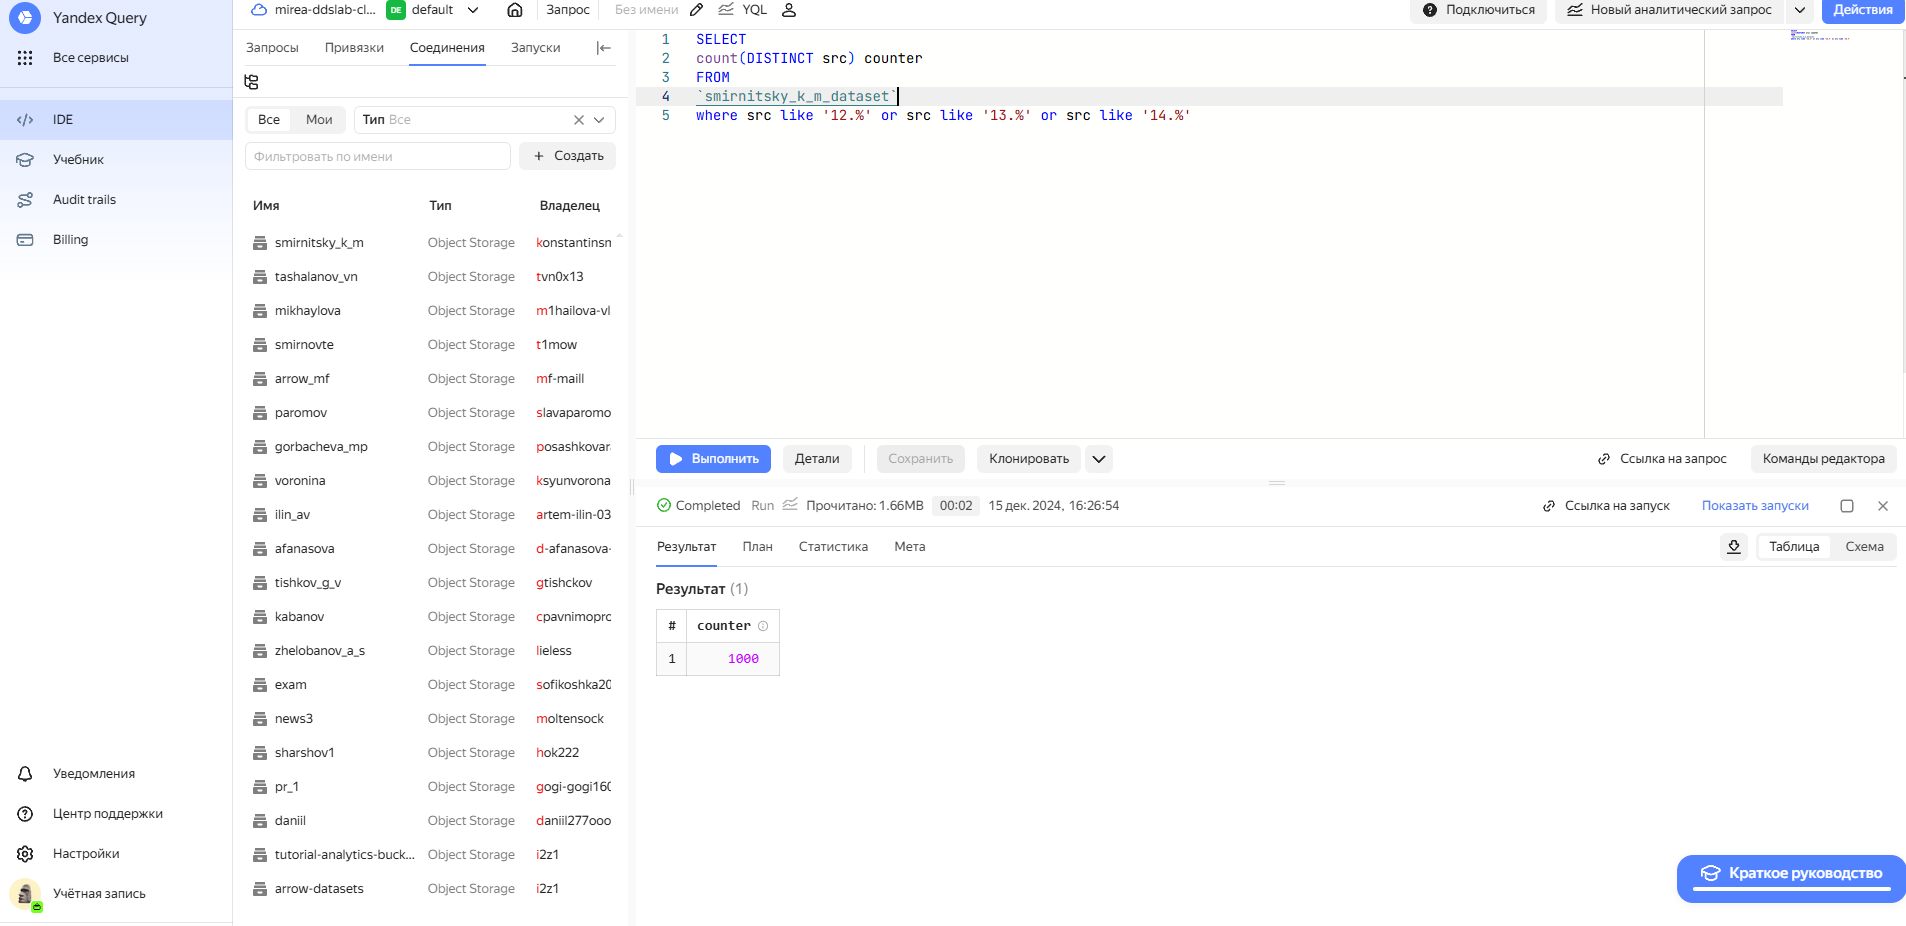 Yandex Query
Все сервисы
IDE
Учебник
Audit trails
Billing
Уведомления
Центр поддержки
Настройки
Учётная запись
mirea-ddslab-cl... DE default Запрос Без имени YQL Подключиться Новый аналитический запрос Действия
Запросы Привязки Соединения Запуски
Все Мои Тип Все
Фильтровать по имени + Создать
Имя Тип Владелец
smirnitsky_k_m Object Storage konstantinsm
tashalanov_vn Object Storage tvn0x13
mikhaylova Object Storage m1hailova-vl
smirnovte Object Storage t1mow
arrow_mf Object Storage mf-maill
paromov Object Storage slavaparomo
gorbacheva_mp Object Storage posashkovar
voronina Object Storage ksyunvorona
ilin_av Object Storage artem-ilin-03
afanasova Object Storage d-afanasova-
tishkov_g_v Object Storage gtishckov
kabanov Object Storage cpavnimopro
zhelobanov_a_s Object Storage lieless
exam Object Storage sofikoshka20
news3 Object Storage moltensock
sharshov1 Object Storage hok222
pr_1 Object Storage gogi-gogi160
daniil Object Storage daniil277ooo
tutorial-analytics-buck... Object Storage i2z1
arrow-datasets Object Storage i2z1
1 SELECT
2 count(DISTINCT src) counter
3 FROM
4 `smirnitsky_k_m_dataset`
5 where src like '12.%' or src like '13.%' or src like '14.%'
Выполнить Детали Сохранить Клонировать Ссылка на запрос Команды редактора
Completed Run Прочитано: 1.66MB 00:02 15 дек. 2024, 16:26:54 Ссылка на запуск Показать запуски
Результат План Статистика Мета Таблица Схема
Результат (1)
# counter
1 1000
Краткое руководство